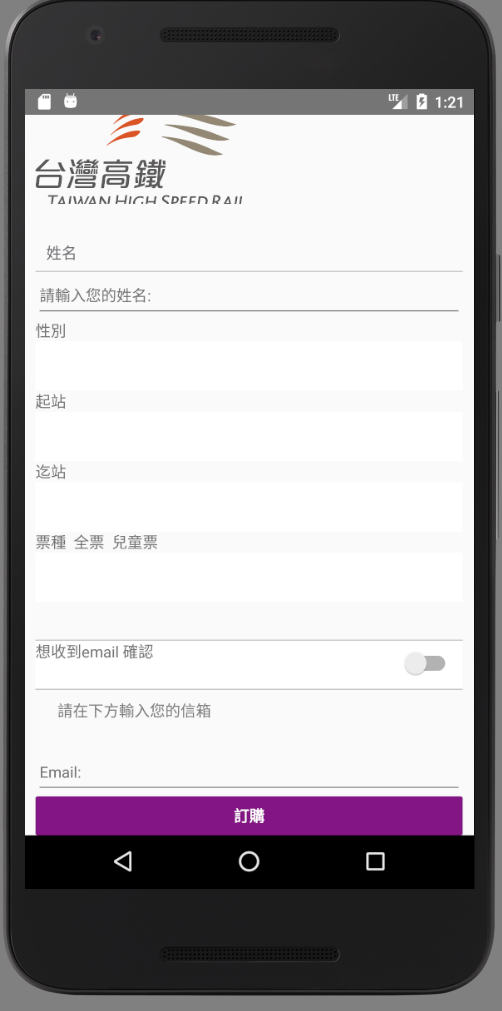 LTE 1:21
台灣高鐵
TAIWAN HIGH SPEED RAIL
姓名
請輸入您的姓名:
性別
起站
迄站
票種 全票 兒童票
想收到email 確認
請在下方輸入您的信箱
Email:
訂購